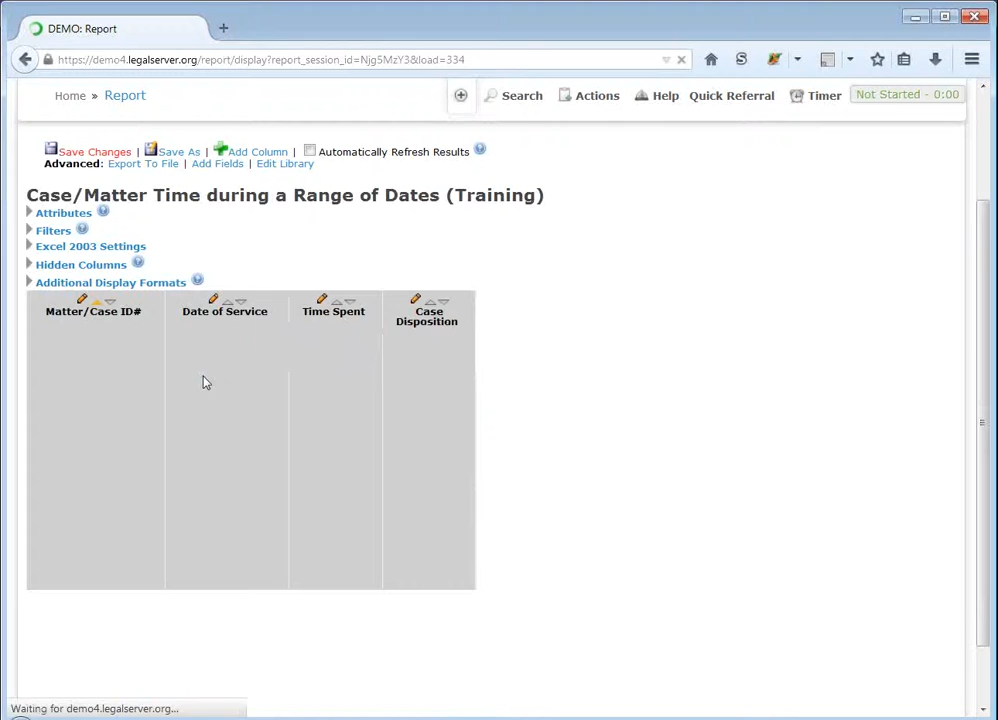 DEMO: Report
https://demo4.legalserver.org/report/display?report_session_id=Njg5MzY3&load=334
Home » Report
Search Actions Help Quick Referral Timer Not Started - 0:00
Save Changes | Save As | Add Column | Automatically Refresh Results
Advanced: Export To File | Add Fields | Edit Library
Case/Matter Time during a Range of Dates (Training)
Attributes
Filters
Excel 2003 Settings
Hidden Columns
Additional Display Formats
Matter/Case ID# Date of Service Time Spent Case
Disposition
Waiting for demo4.legalserver.org...